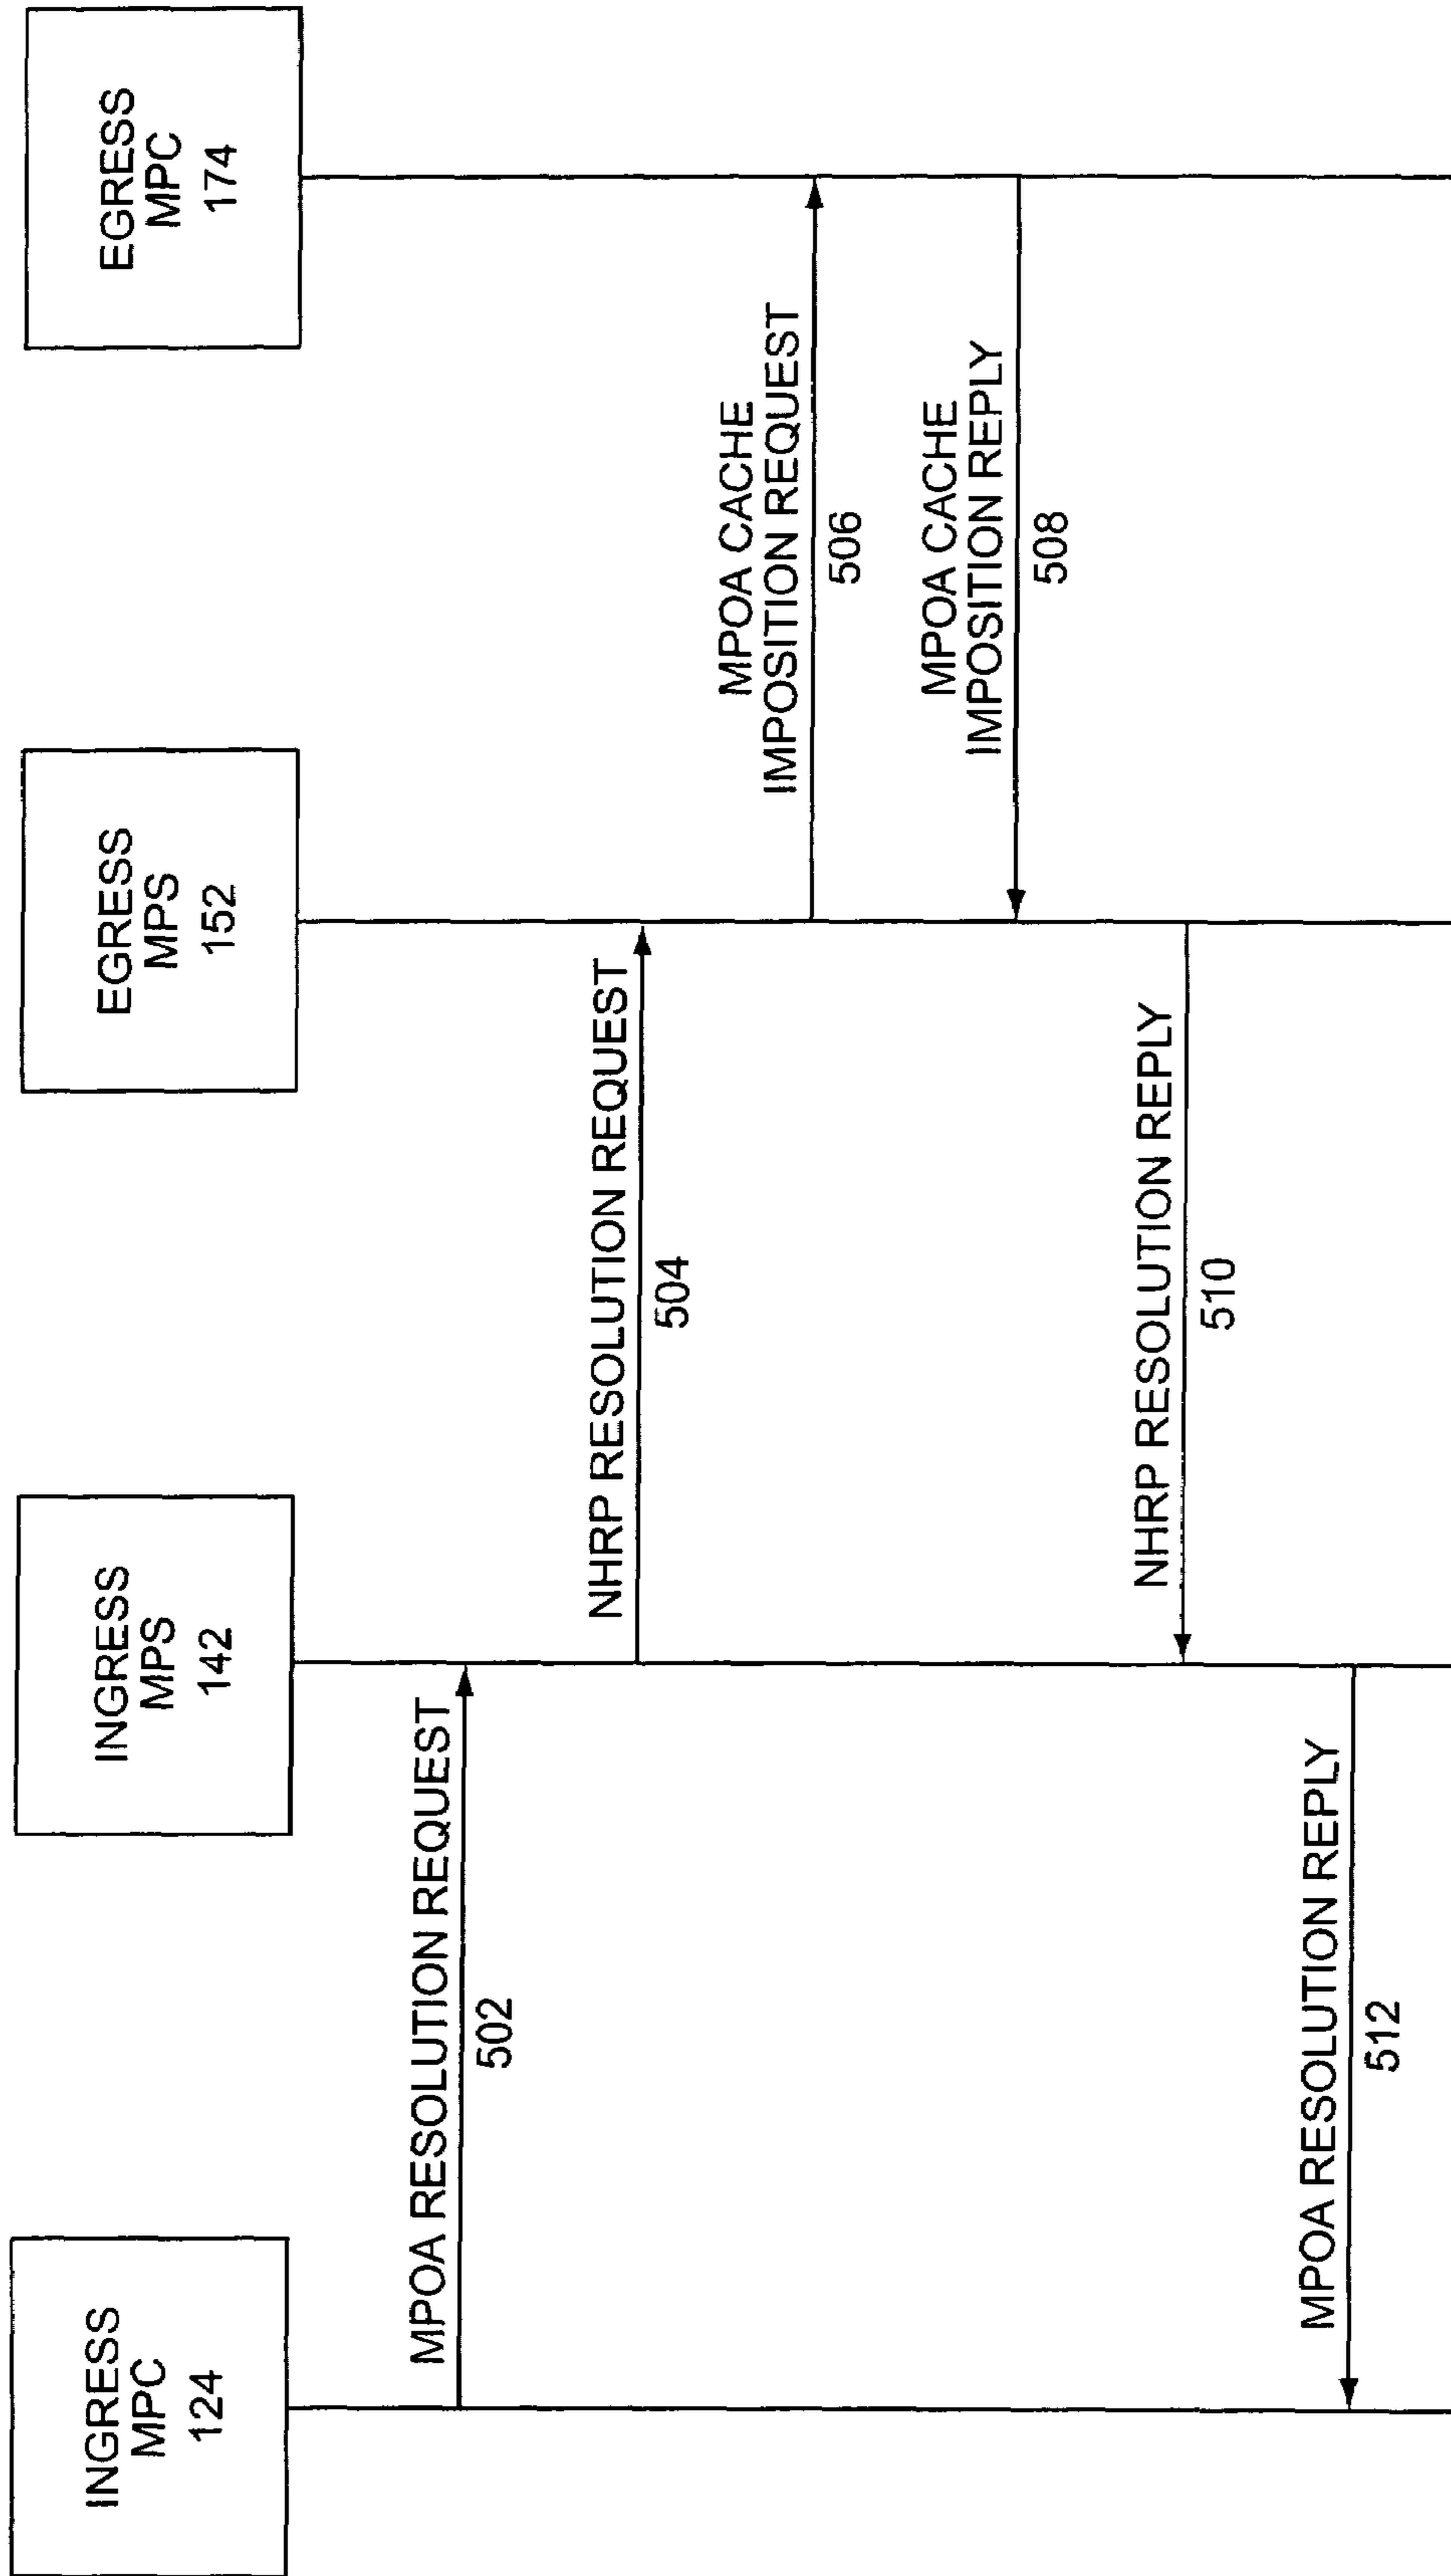 INGRESS
MPC
124
INGRESS
MPS
142
EGRESS
MPS
152
EGRESS
MPC
174
MPOA RESOLUTION REQUEST
502
NHRP RESOLUTION REQUEST
504
MPOA CACHE
IMPOSITION REQUEST
506
MPOA CACHE
IMPOSITION REPLY
508
NHRP RESOLUTION REPLY
510
MPOA RESOLUTION REPLY
512